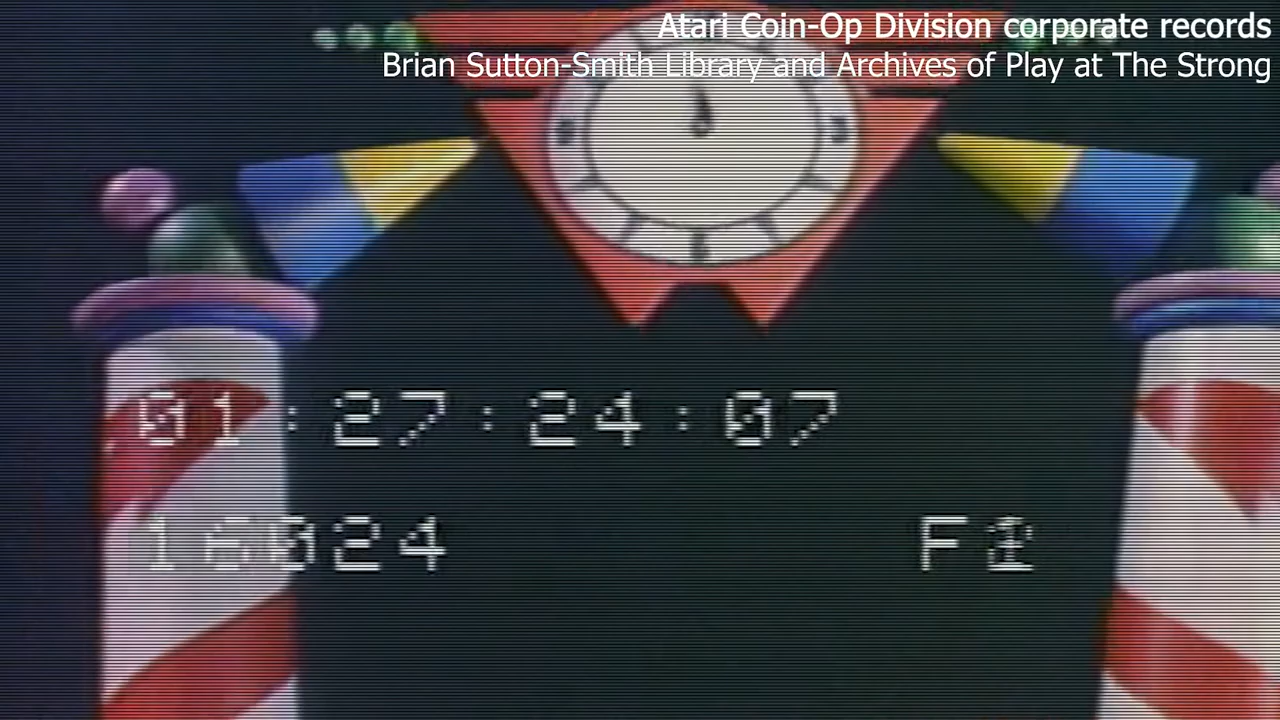 Atari Coin-Op Division corporate records
Brian Sutton-Smith Library and Archives of Play at The Strong
01:27:24:07